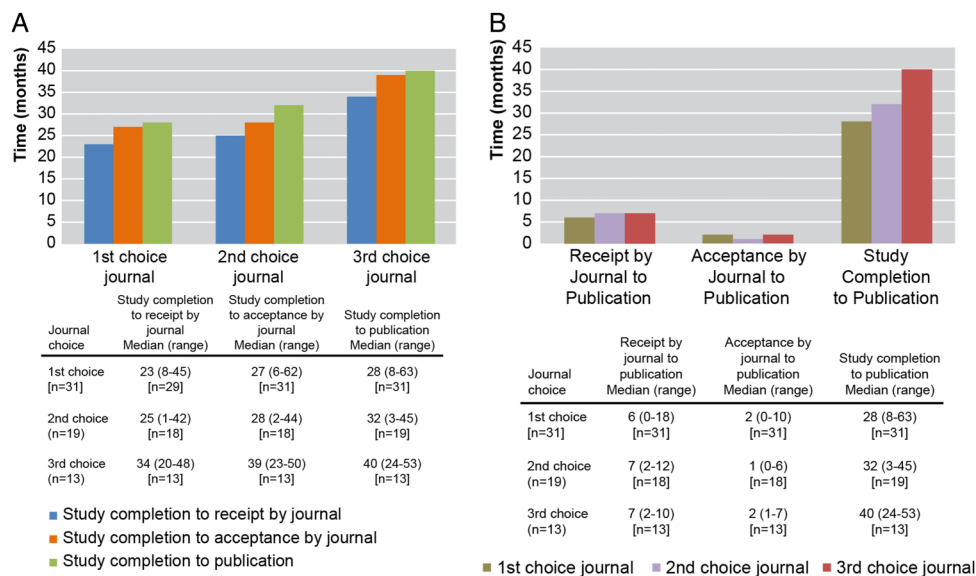 A
Time (months)
45
40
35
30
25
20
15
10
5
0
1st choice journal
2nd choice journal
3rd choice journal
Journal choice
Study completion to receipt by journal Median (range)
Study completion to acceptance by journal Median (range)
Study completion to publication Median (range)
1st choice 23 (8-45) 27 (6-62) 28 (8-63)
[n=31] [n=29] [n=31] [n=31]
2nd choice 25 (1-42) 28 (2-44) 32 (3-45)
(n=19) [n=18] [n=18] [n=19]
3rd choice 34 (20-48) 39 (23-50) 40 (24-53)
(n=13) [n=13] [n=13] [n=13]
Study completion to receipt by journal
Study completion to acceptance by journal
Study completion to publication
B
Time (months)
45
40
35
30
25
40
15
10
5
0
Receipt by Journal to Publication
Acceptance by Journal to Publication
Study Completion to Publication
Journal choice
Receipt by journal to publication Median (range)
Acceptance by journal to publication Median (range)
Study completion to publication Median (range)
1st choice 6 (0-18) 2 (0-10) 28 (8-63)
[n=31] [n=31] [n=31] [n=31]
2nd choice 7 (2-12) 1 (0-6) 32 (3-45)
(n=19) [n=18] [n=18] [n=19]
3rd choice 7 (2-10) 2 (1-7) 40 (24-53)
(n=13) [n=13] [n=13] [n=13]
1st choice journal
2nd choice journal
3rd choice journal